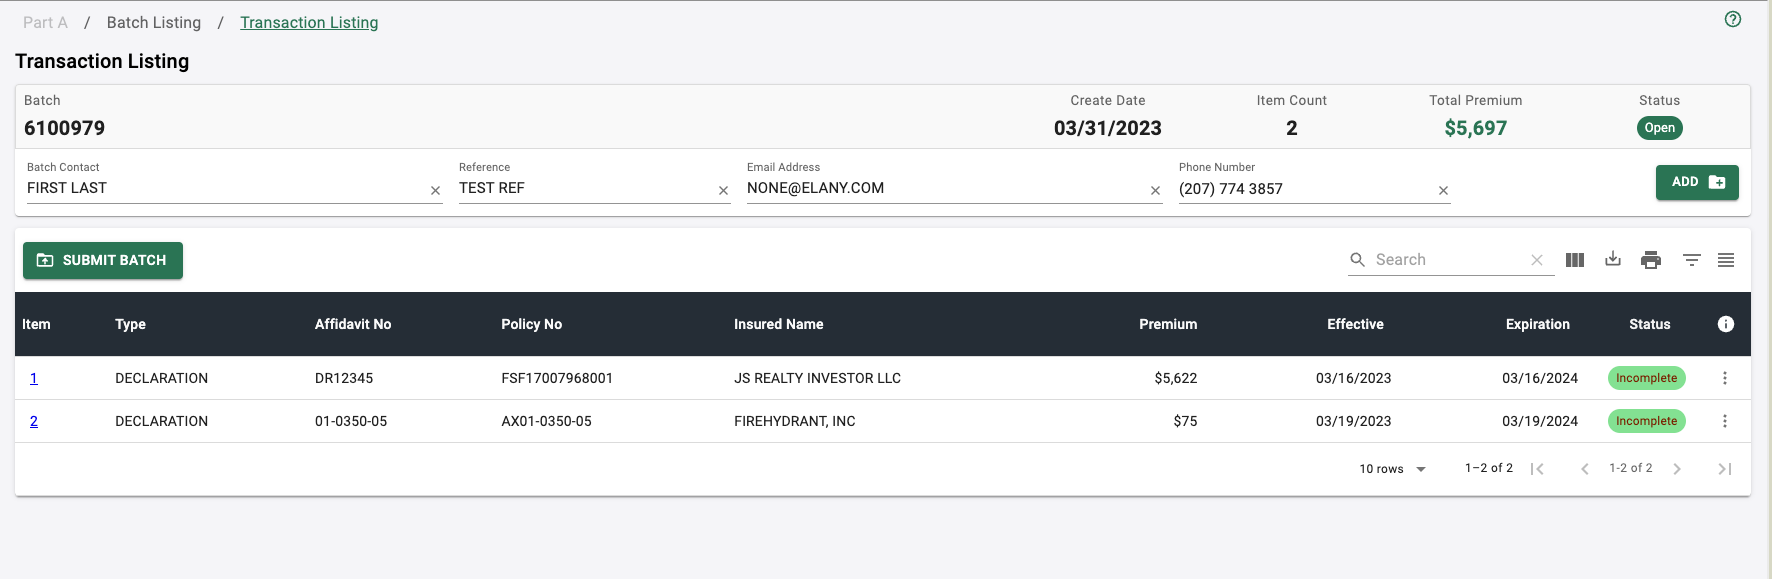 Part A / Batch Listing / Transaction Listing
Transaction Listing
Batch Create Date Item Count Total Premium Status
6100979 03/31/2023 2 $5,697 Open
Batch Contact Reference Email Address Phone Number
FIRST LAST TEST REF NONE@ELANY.COM (207) 774 3857 ADD
SUBMIT BATCH Search
Item Type Affidavit No Policy No Insured Name Premium Effective Expiration Status
1 DECLARATION DR12345 FSF17007968001 JS REALTY INVESTOR LLC $5,622 03/16/2023 03/16/2024 Incomplete
2 DECLARATION 01-0350-05 AX01-0350-05 FIREHYDRANT, INC $75 03/19/2023 03/19/2024 Incomplete
10 rows 1–2 of 2 1-2 of 2